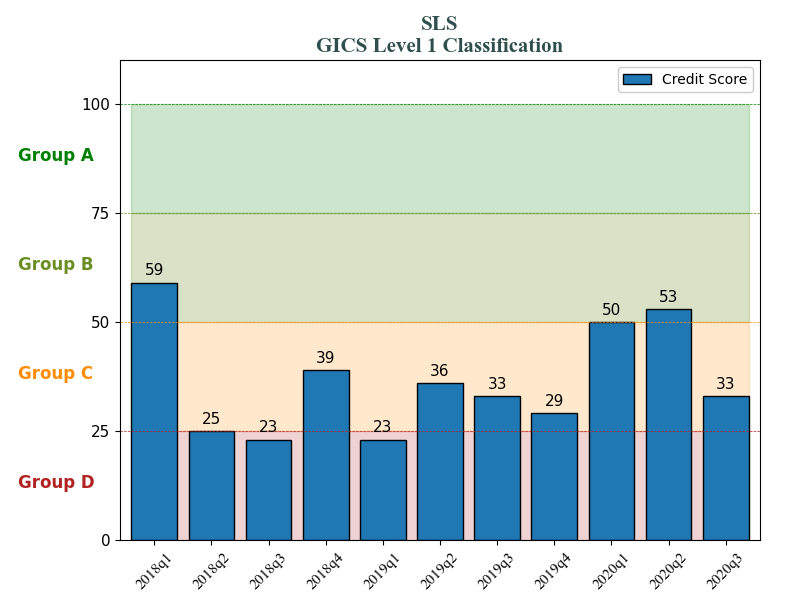 SLS
GICS Level 1 Classification
Credit Score
100
Group A
75
Group B
59
53
50
50
39
Group C
36
33
33
29
25
25
23
23
Group D
0
2018q1 2018q2 2018q3 2018q4 2019q1 2019q2 2019q3 2019q4 2020q1 2020q2 2020q3